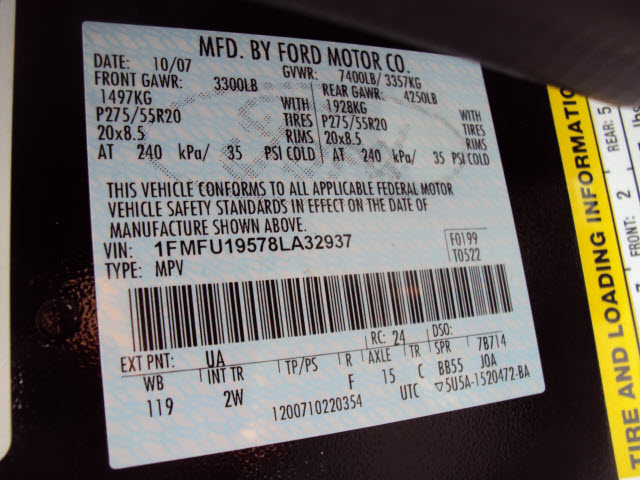 MFD. BY FORD MOTOR CO.
DATE: 10/07 GVWR: 7400LB/ 3357KG
FRONT GAWR: 3300LB REAR GAWR: 4250LB
1497KG WITH 1928KG WITH
P275/55R20 TIRES P275/55R20 TIRES
20x8.5 RIMS 20x8.5 RIMS
AT 240 kPa/ 35 PSI COLD AT 240 kPa/ 35 PSI COLD
THIS VEHICLE CONFORMS TO ALL APPLICABLE FEDERAL MOTOR
VEHICLE SAFETY STANDARDS IN EFFECT ON THE DATE OF
MANUFACTURE SHOWN ABOVE.
VIN: 1FMFU19578LA32937 F0199
TYPE: MPV T0522
EXT PNT: UA RC: 24 DSO:
WB INT TR TP/PS R AXLE TR SPR 7B714
119 2W F 15 C BB55 JOA
1200710220354 UTC ▽5U5A-1520472-BA
TIRE AND LOADING INFORMATIO
FRONT: 2 REAR: 5